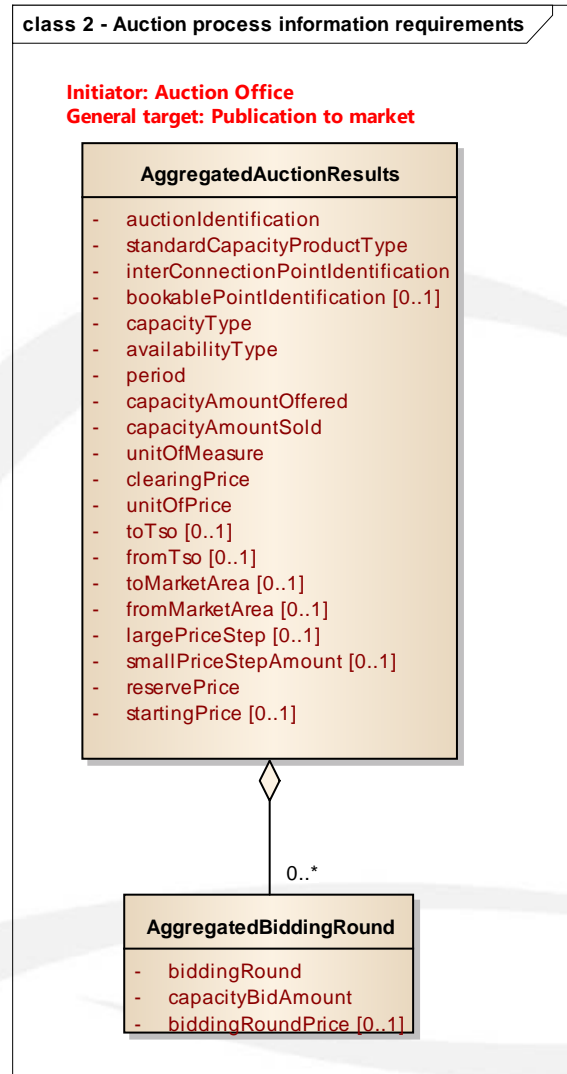 class 2 - Auction process information requirements
Initiator: Auction Office
General target: Publication to market
AggregatedAuctionResults
- auctionIdentification
- standardCapacityProductType
- interConnectionPointIdentification
- bookablePointIdentification [0..1]
- capacityType
- availabilityType
- period
- capacityAmountOffered
- capacityAmountSold
- unitOfMeasure
- clearingPrice
- unitOfPrice
- toTso [0..1]
- fromTso [0..1]
- toMarketArea [0..1]
- fromMarketArea [0..1]
- largePriceStep [0..1]
- smallPriceStepAmount [0..1]
- reservePrice
- startingPrice [0..1]
0..*
AggregatedBiddingRound
- biddingRound
- capacityBidAmount
- biddingRoundPrice [0..1]